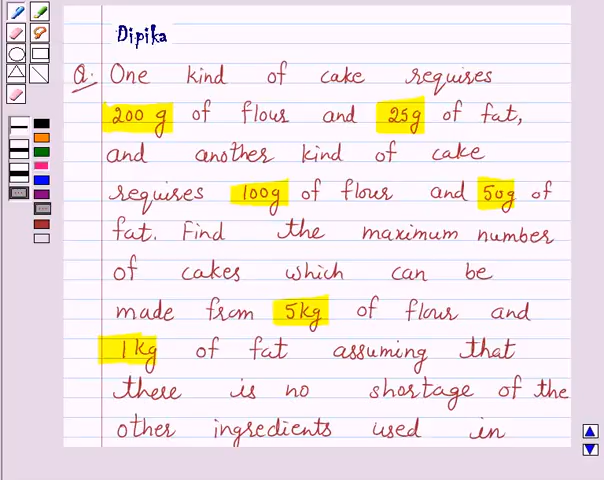 Dipika
Q. One kind of cake requires
200 g of flour and 25g of fat,
and another kind of cake
requires 100g of flour and 50g of
fat. Find the maximum number
of cakes which can be
made from 5kg of flour and
1 kg of fat assuming that
there is no shortage of the
other ingredients used in